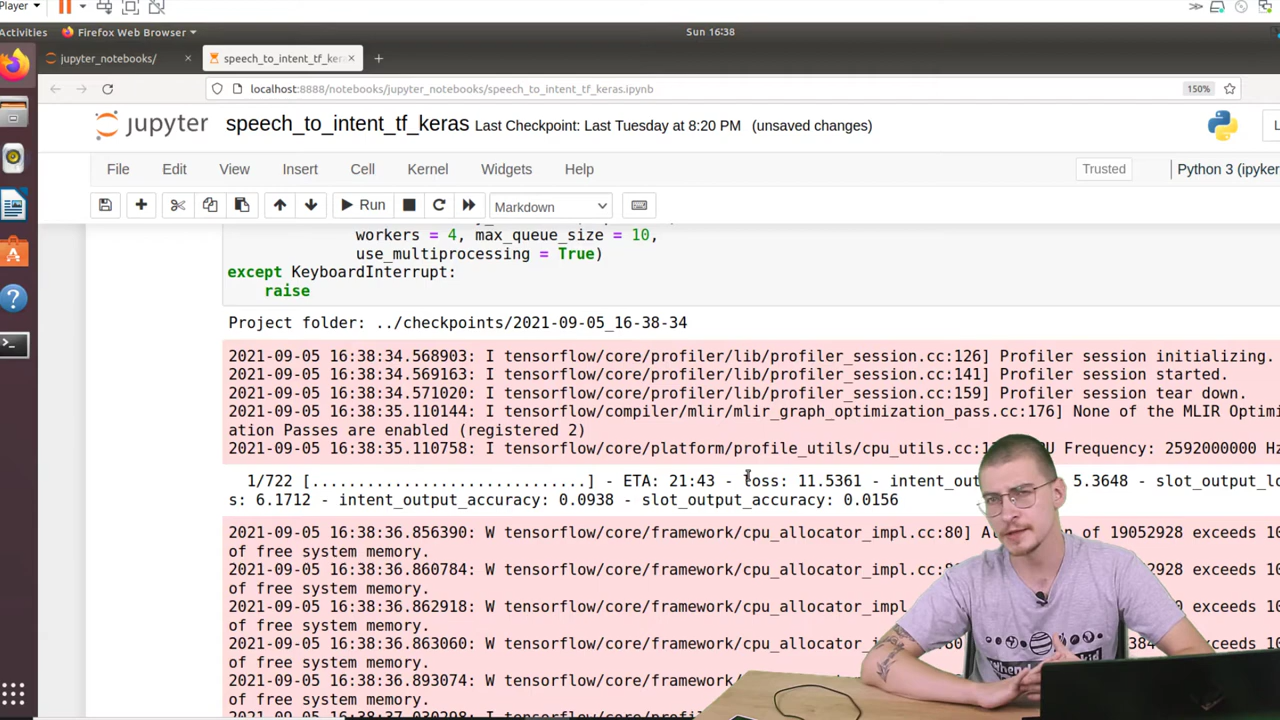 Player
Activities
Firefox Web Browser
Sun 16:38
jupyter_notebooks/
speech_to_intent_tf_keras
localhost:8888/notebooks/jupyter_notebooks/speech_to_intent_tf_keras.ipynb
150%
jupyter
speech_to_intent_tf_keras Last Checkpoint: Last Tuesday at 8:20 PM (unsaved changes)
File Edit View Insert Cell Kernel Widgets Help
Trusted
Python 3 (ipyker
Run
Markdown
workers = 4, max_queue_size = 10,
use_multiprocessing = True)
except KeyboardInterrupt:
raise
Project folder: ../checkpoints/2021-09-05_16-38-34
2021-09-05 16:38:34.568903: I tensorflow/core/profiler/lib/profiler_session.cc:126] Profiler session initializing.
2021-09-05 16:38:34.569163: I tensorflow/core/profiler/lib/profiler_session.cc:141] Profiler session started.
2021-09-05 16:38:34.571020: I tensorflow/core/profiler/lib/profiler_session.cc:159] Profiler session tear down.
2021-09-05 16:38:35.110144: I tensorflow/compiler/mlir/mlir_graph_optimization_pass.cc:176] None of the MLIR Optimi
ation Passes are enabled (registered 2)
2021-09-05 16:38:35.110758: I tensorflow/core/platform/profile_utils/cpu_utils.cc: Frequency: 2592000000 Hz
1/722 [..............................] - ETA: 21:43 - loss: 11.5361 - intent_ou 5.3648 - slot_output_lo
s: 6.1712 - intent_output_accuracy: 0.0938 - slot_output_accuracy: 0.0156
2021-09-05 16:38:36.856390: W tensorflow/core/framework/cpu_allocator_impl.cc:80] of 19052928 exceeds 10
of free system memory.
2021-09-05 16:38:36.860784: W tensorflow/core/framework/cpu_allocator_impl.cc: exceeds 10
of free system memory.
2021-09-05 16:38:36.862918: W tensorflow/core/framework/cpu_allocator_impl exceeds 10
of free system memory.
2021-09-05 16:38:36.863060: W tensorflow/core/framework/cpu_allocator_ exceeds 10
of free system memory.
2021-09-05 16:38:36.893074: W tensorflow/core/framework/cpu_alloc exceeds 10
of free system memory.